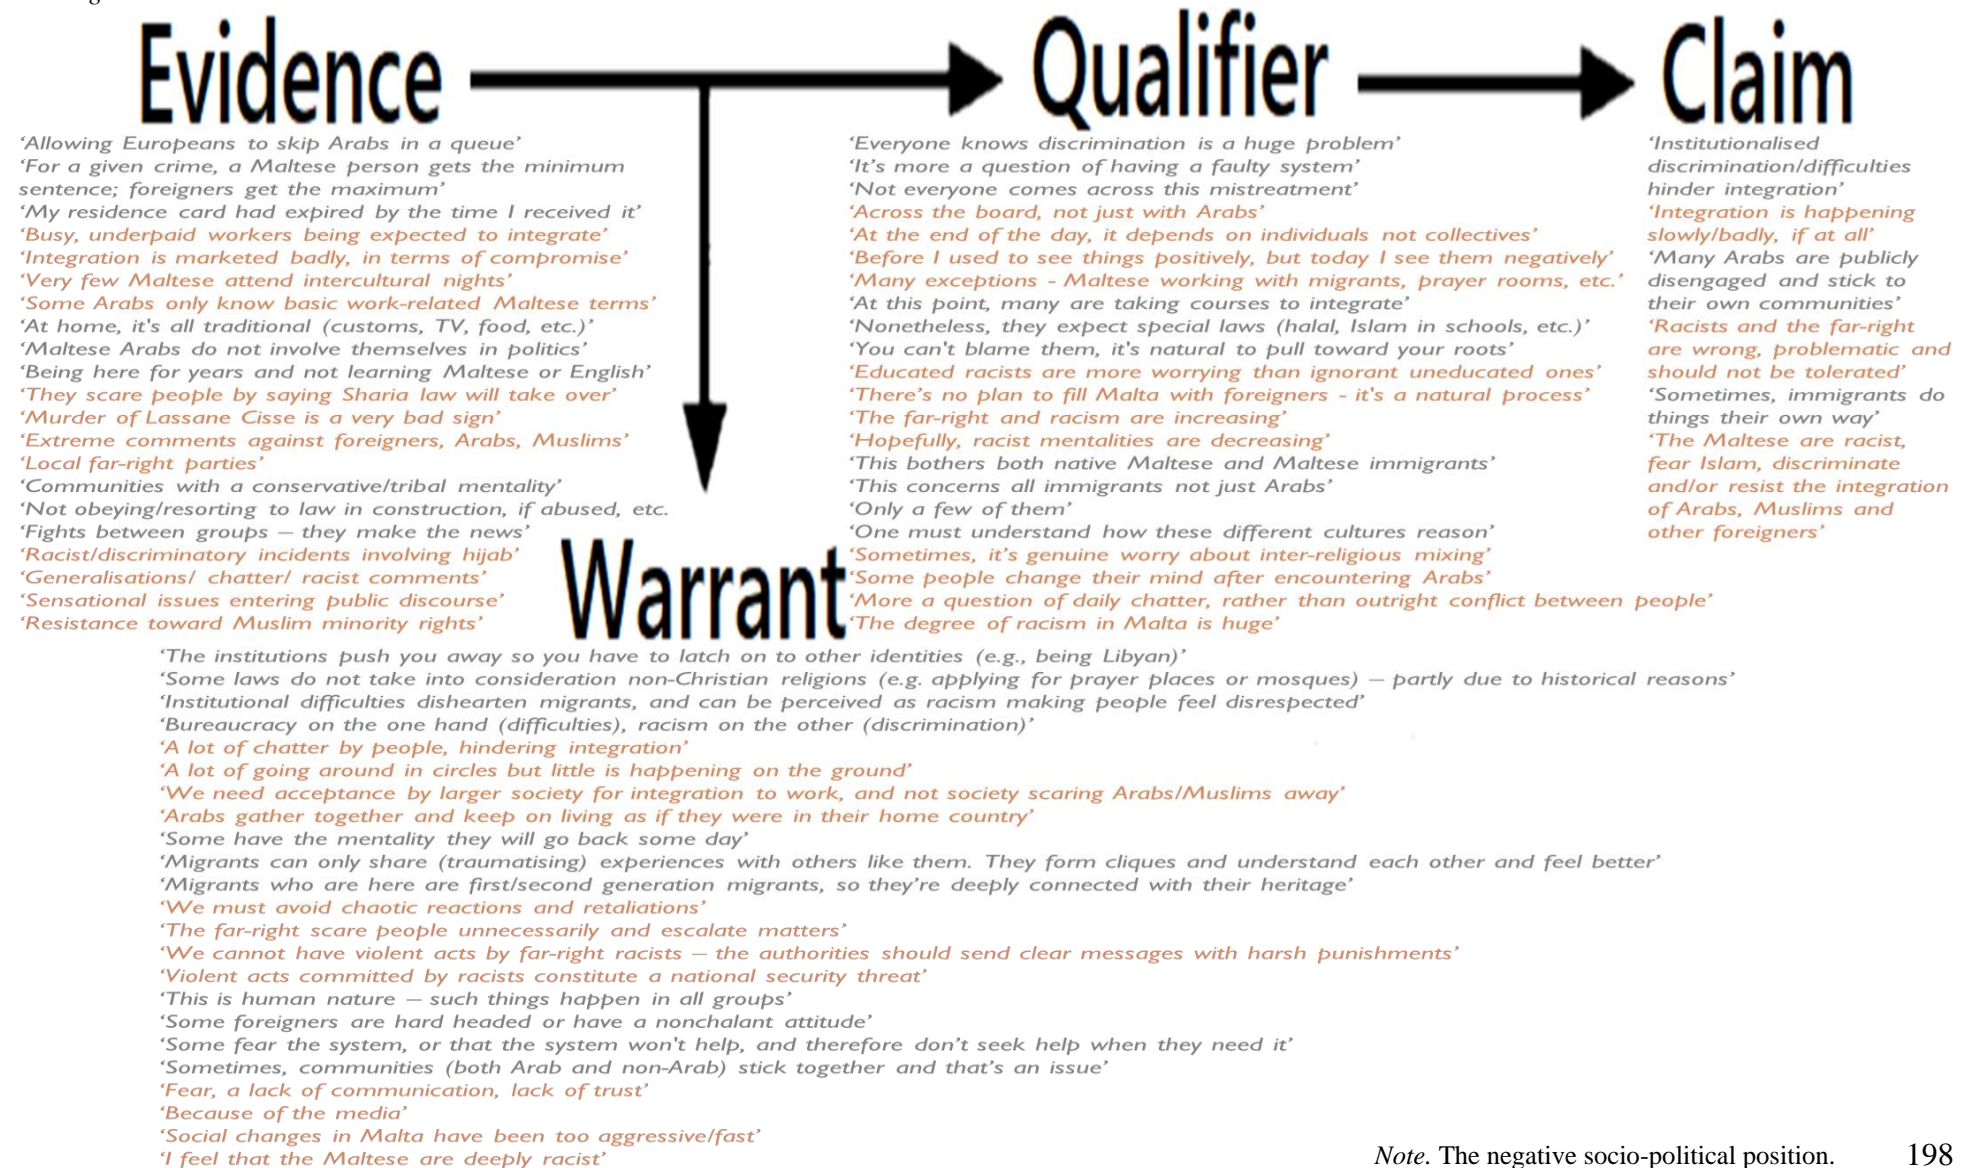 Evidence
Qualifier
Claim
‘Allowing Europeans to skip Arabs in a queue’
‘For a given crime, a Maltese person gets the minimum
sentence; foreigners get the maximum’
‘My residence card had expired by the time I received it’
‘Busy, underpaid workers being expected to integrate’
‘Integration is marketed badly, in terms of compromise’
‘Very few Maltese attend intercultural nights’
‘Some Arabs only know basic work-related Maltese terms’
‘At home, it's all traditional (customs, TV, food, etc.)’
‘Maltese Arabs do not involve themselves in politics’
‘Being here for years and not learning Maltese or English’
‘They scare people by saying Sharia law will take over’
‘Murder of Lassane Cisse is a very bad sign’
‘Extreme comments against foreigners, Arabs, Muslims’
‘Local far-right parties’
‘Communities with a conservative/tribal mentality’
‘Not obeying/resorting to law in construction, if abused, etc.
‘Fights between groups – they make the news’
‘Racist/discriminatory incidents involving hijab’
‘Generalisations/ chatter/ racist comments’
‘Sensational issues entering public discourse’
‘Resistance toward Muslim minority rights’
‘Everyone knows discrimination is a huge problem’
‘It’s more a question of having a faulty system’
‘Not everyone comes across this mistreatment’
‘Across the board, not just with Arabs’
‘At the end of the day, it depends on individuals not collectives’
‘Before I used to see things positively, but today I see them negatively’
‘Many exceptions - Maltese working with migrants, prayer rooms, etc.’
‘At this point, many are taking courses to integrate’
‘Nonetheless, they expect special laws (halal, Islam in schools, etc.)’
‘You can't blame them, it's natural to pull toward your roots’
‘Educated racists are more worrying than ignorant uneducated ones’
‘There’s no plan to fill Malta with foreigners - it's a natural process’
‘The far-right and racism are increasing’
‘Hopefully, racist mentalities are decreasing’
‘This bothers both native Maltese and Maltese immigrants’
‘This concerns all immigrants not just Arabs’
‘Only a few of them’
‘One must understand how these different cultures reason’
‘Sometimes, it’s genuine worry about inter-religious mixing’
‘Some people change their mind after encountering Arabs’
‘More a question of daily chatter, rather than outright conflict between people’
‘The degree of racism in Malta is huge’
‘Institutionalised
discrimination/difficulties
hinder integration’
‘Integration is happening
slowly/badly, if at all’
‘Many Arabs are publicly
disengaged and stick to
their own communities’
‘Racists and the far-right
are wrong, problematic and
should not be tolerated’
‘Sometimes, immigrants do
things their own way’
‘The Maltese are racist,
fear Islam, discriminate
and/or resist the integration
of Arabs, Muslims and
other foreigners’
Warrant
‘The institutions push you away so you have to latch on to other identities (e.g., being Libyan)’
‘Some laws do not take into consideration non-Christian religions (e.g. applying for prayer places or mosques) – partly due to historical reasons’
‘Institutional difficulties dishearten migrants, and can be perceived as racism making people feel disrespected’
‘Bureaucracy on the one hand (difficulties), racism on the other (discrimination)’
‘A lot of chatter by people, hindering integration’
‘A lot of going around in circles but little is happening on the ground’
‘We need acceptance by larger society for integration to work, and not society scaring Arabs/Muslims away’
‘Arabs gather together and keep on living as if they were in their home country’
‘Some have the mentality they will go back some day’
‘Migrants can only share (traumatising) experiences with others like them. They form cliques and understand each other and feel better’
‘Migrants who are here are first/second generation migrants, so they’re deeply connected with their heritage’
‘We must avoid chaotic reactions and retaliations’
‘The far-right scare people unnecessarily and escalate matters’
‘We cannot have violent acts by far-right racists – the authorities should send clear messages with harsh punishments’
‘Violent acts committed by racists constitute a national security threat’
‘This is human nature – such things happen in all groups’
‘Some foreigners are hard headed or have a nonchalant attitude’
‘Some fear the system, or that the system won't help, and therefore don’t seek help when they need it’
‘Sometimes, communities (both Arab and non-Arab) stick together and that’s an issue’
‘Fear, a lack of communication, lack of trust’
‘Because of the media’
‘Social changes in Malta have been too aggressive/fast’
‘I feel that the Maltese are deeply racist’
Note. The negative socio-political position.
198